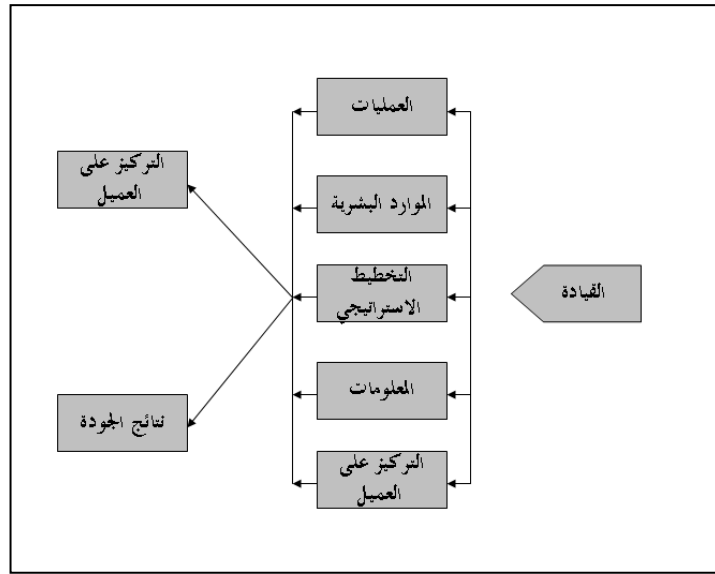 القيادة
العمليات
الموارد البشرية
التخطيط
الاستراتيجي
المعلومات
التركيز على
العميل
التركيز على
العميل
نتائج الجودة